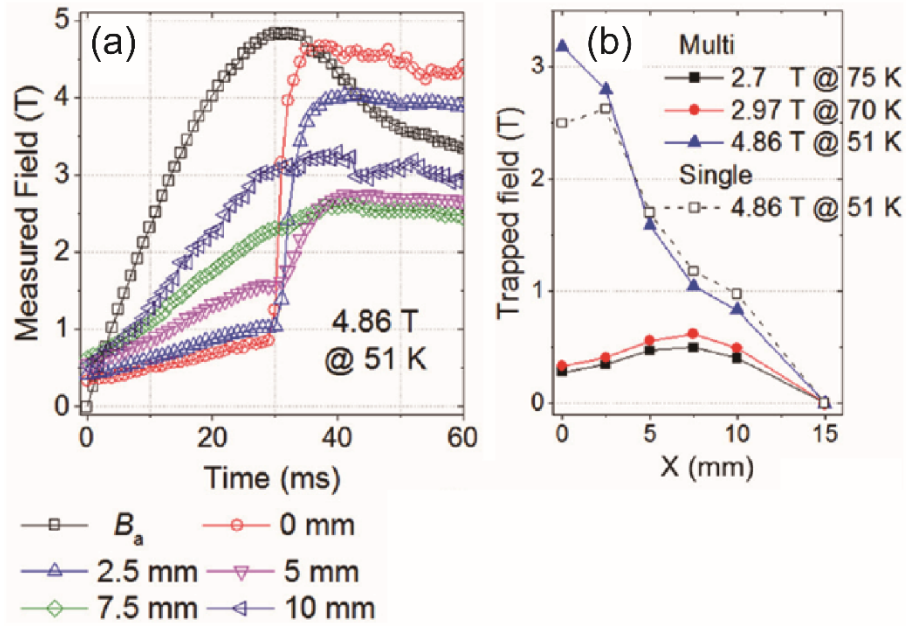 (a)
Measured Field (T)
5
4
3
2
1
0
0 20 40 60
Time (ms)
4.86 T
@ 51 K
Bₐ
0 mm
2.5 mm
5 mm
7.5 mm
10 mm
(b)
Trapped field (T)
3
2
1
0
0 5 10 15
X (mm)
Multi
2.7 T @ 75 K
2.97 T @ 70 K
4.86 T @ 51 K
Single
4.86 T @ 51 K